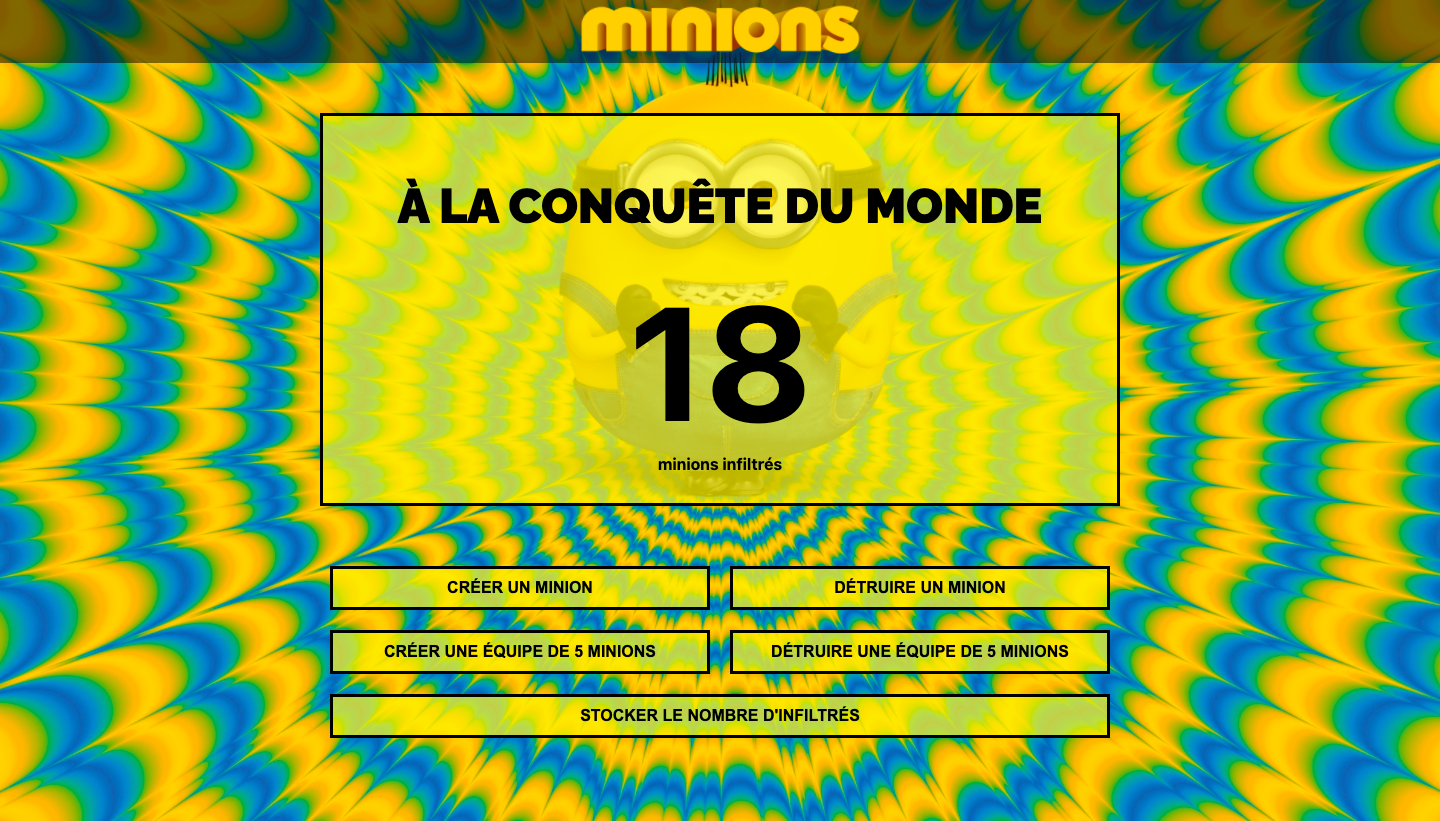 minions
À LA CONQUÊTE DU MONDE
18
minions infiltrés
CRÉER UN MINION
DÉTRUIRE UN MINION
CRÉER UNE ÉQUIPE DE 5 MINIONS
DÉTRUIRE UNE ÉQUIPE DE 5 MINIONS
STOCKER LE NOMBRE D'INFILTRÉS